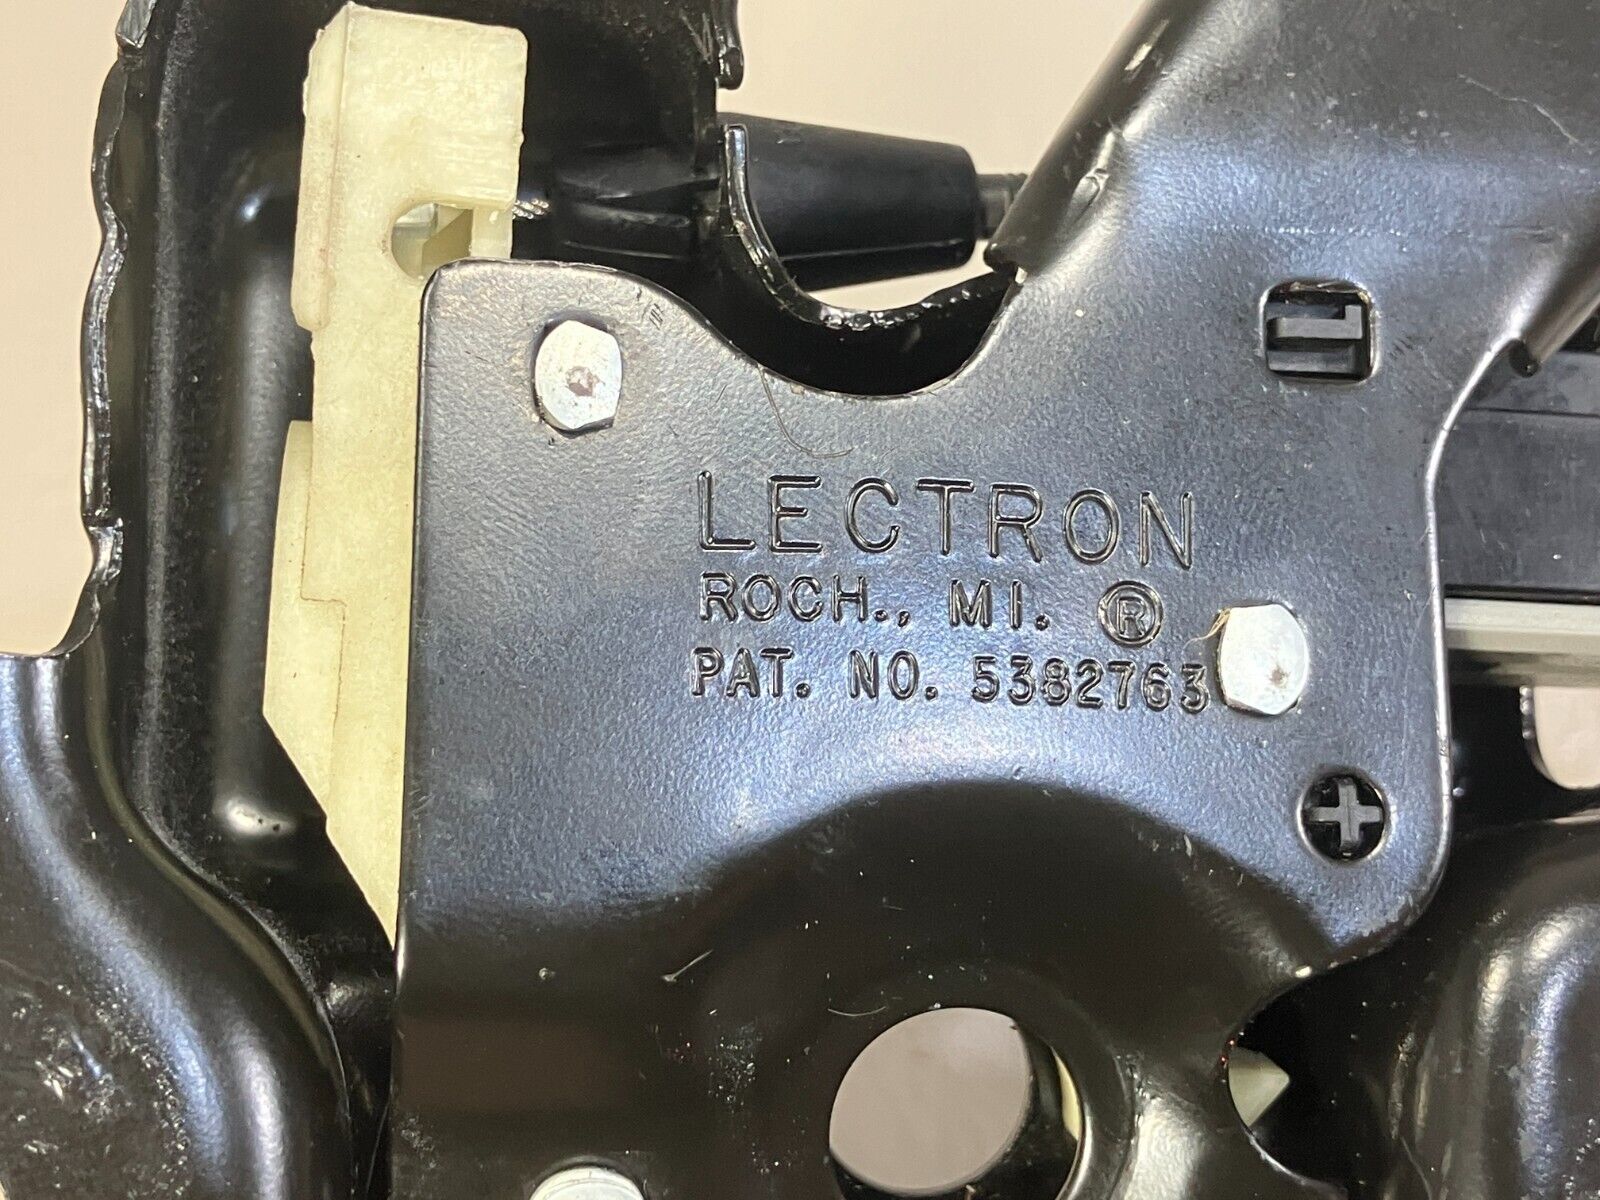 LECTRON
ROCH., MI. ®
PAT. NO. 5382763